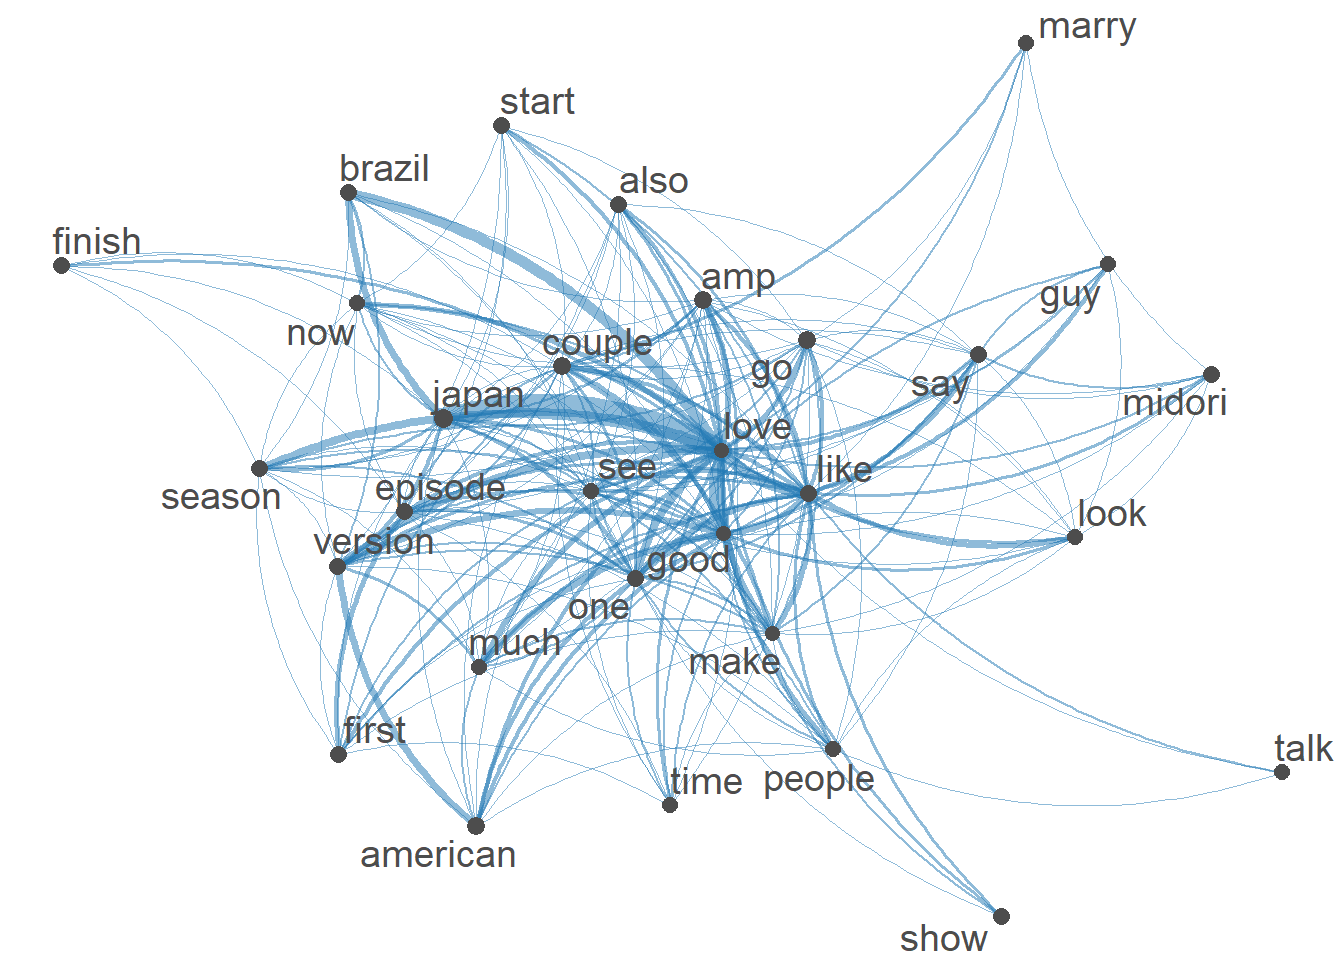 marry
start
brazil
also
finish
amp
guy
now
couple
go
say
japan
midori
love
see
like
season
episode
look
version
good
one
much
make
first
talk
time
people
american
show